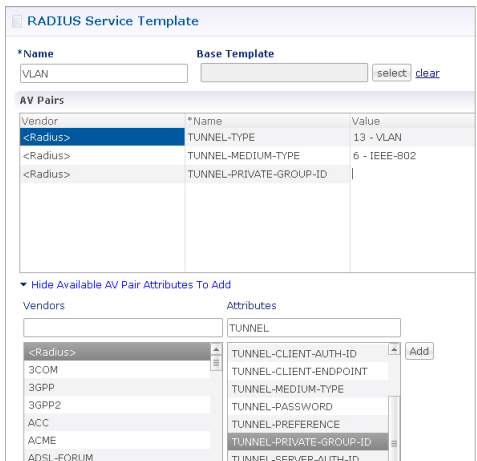 RADIUS Service Template
*Name Base Template
VLAN select clear
AV Pairs
Vendor *Name Value
<Radius> TUNNEL-TYPE 13 - VLAN
<Radius> TUNNEL-MEDIUM-TYPE 6 - IEEE-802
<Radius> TUNNEL-PRIVATE-GROUP-ID
Hide Available AV Pair Attributes To Add
Vendors Attributes
TUNNEL
<Radius> TUNNEL-CLIENT-AUTH-ID Add
3COM TUNNEL-CLIENT-ENDPOINT
3GPP TUNNEL-MEDIUM-TYPE
3GPP2 TUNNEL-PASSWORD
ACC TUNNEL-PREFERENCE
ACME TUNNEL-PRIVATE-GROUP-ID
ADSL-FORUM TUNNEL-SERVER-AUTH-ID